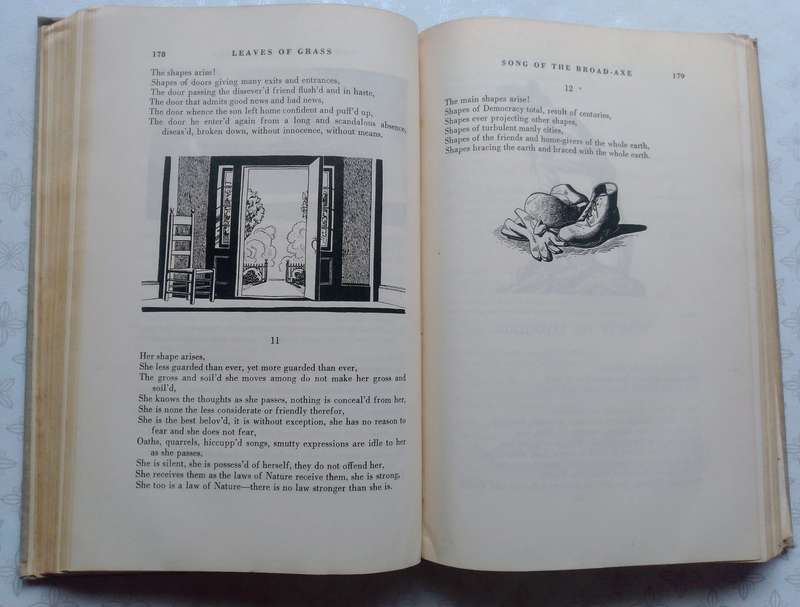 178
LEAVES OF GRASS
The shapes arise!
Shapes of doors giving many exits and entrances,
The door passing the dissever'd friend flush'd and in haste,
The door that admits good news and bad news,
The door whence the son left home confident and puff'd up,
The door he enter'd again from a long and scandalous absence,
diseas'd, broken down, without innocence, without means,
11
Her shape arises,
She less guarded than ever, yet more guarded than ever,
The gross and soil'd she moves among do not make her gross and
soil'd,
She knows the thoughts as she passes, nothing is conceal'd from her,
She is none the less considerate or friendly therefor,
She is the best belov'd, it is without exception, she has no reason to
fear and she does not fear,
Oaths, quarrels, hiccupp'd songs, smutty expressions are idle to her
as she passes,
She is silent, she is possess'd of herself, they do not offend her,
She receives them as the laws of Nature receive them, she is strong,
She too is a law of Nature—there is no law stronger than she is.
SONG OF THE BROAD-AXE
179
12
The main shapes arise!
Shapes of Democracy total, result of centuries,
Shapes ever projecting other shapes,
Shapes of turbulent manly cities,
Shapes of the friends and home-givers of the whole earth,
Shapes bracing the earth and braced with the whole earth.